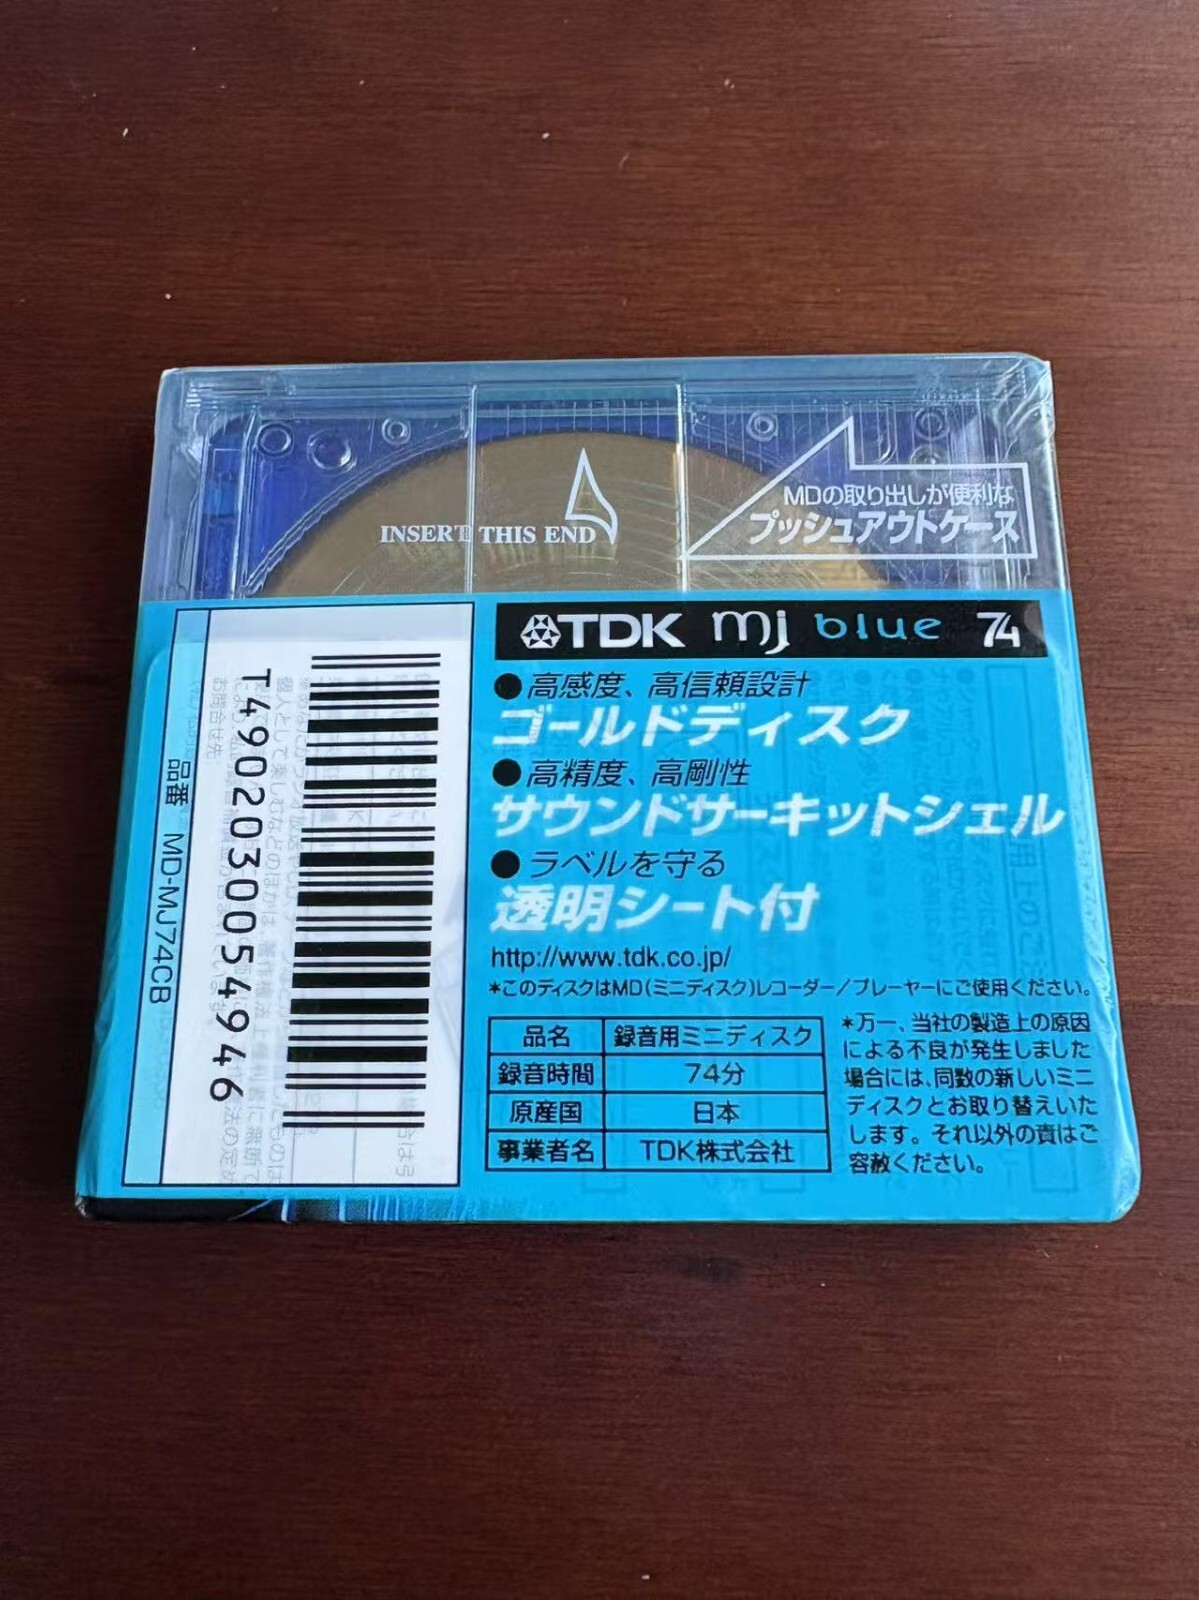 INSERT THIS END
MDの取り出しが便利な
プッシュアウトケース
TDK mj blue 74
●高感度、高信頼設計
ゴールドディスク
●高精度、高剛性
サウンドサーキットシェル
●ラベルを守る
透明シート付
http://www.tdk.co.jp/
*このディスクはMD(ミニディスク)レコーダー/プレーヤーにご使用ください。
品名 録音用ミニディスク
録音時間 74分
原産国 日本
事業者名 TDK株式会社
*万一、当社の製造上の原因
による不良が発生しました
場合には、同数の新しいミニ
ディスクとお取り替えいた
します。それ以外の責はご
容赦ください。
T4902030054946
品番 MD-MJ74CB
お問合せ先